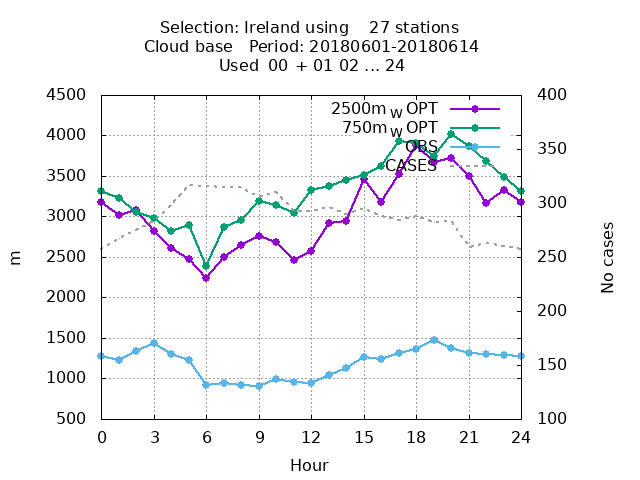 Selection: Ireland using    27 stations
Cloud base   Period: 20180601-20180614
Used  00  + 01 02 ... 24
4500
4000
3500
3000
2500
2000
1500
1000
500
400
350
300
250
200
150
100
2500m W OPT
750m W OPT
OBS
CASES
m
No cases
0 3 6 9 12 15 18 21 24
Hour